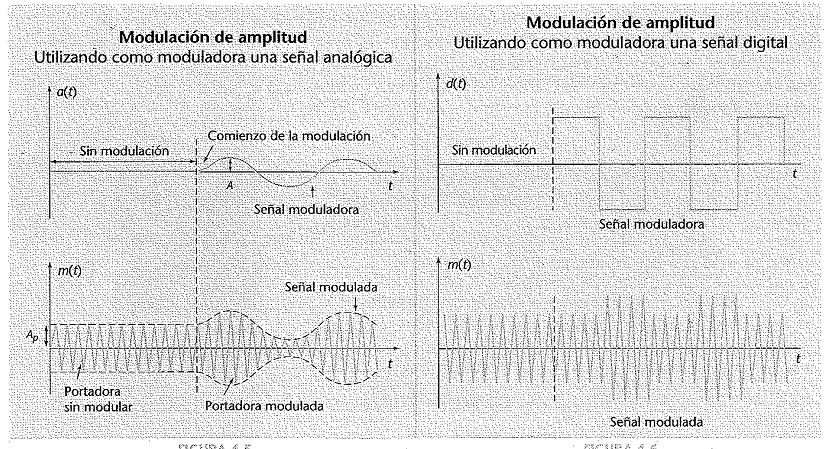 Modulación de amplitud
Utilizando como moduladora una señal analógica
a(t)
Comienzo de la modulación
Sin modulación
A
t
Señal moduladora
m(t)
Señal modulada
Ap
t
Portadora
sin modular
Portadora modulada
Modulación de amplitud
Utilizando como moduladora una señal digital
d(t)
Sin modulación
t
Señal moduladora
m(t)
t
Señal modulada